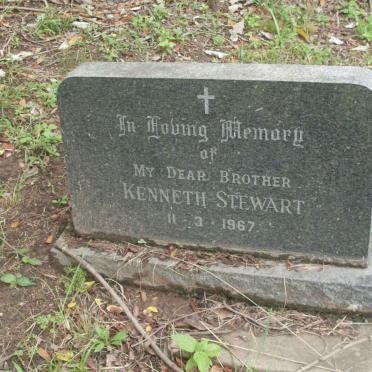 In Loving Memory
of
MY DEAR BROTHER
KENNETH STEWART
11-3-1967